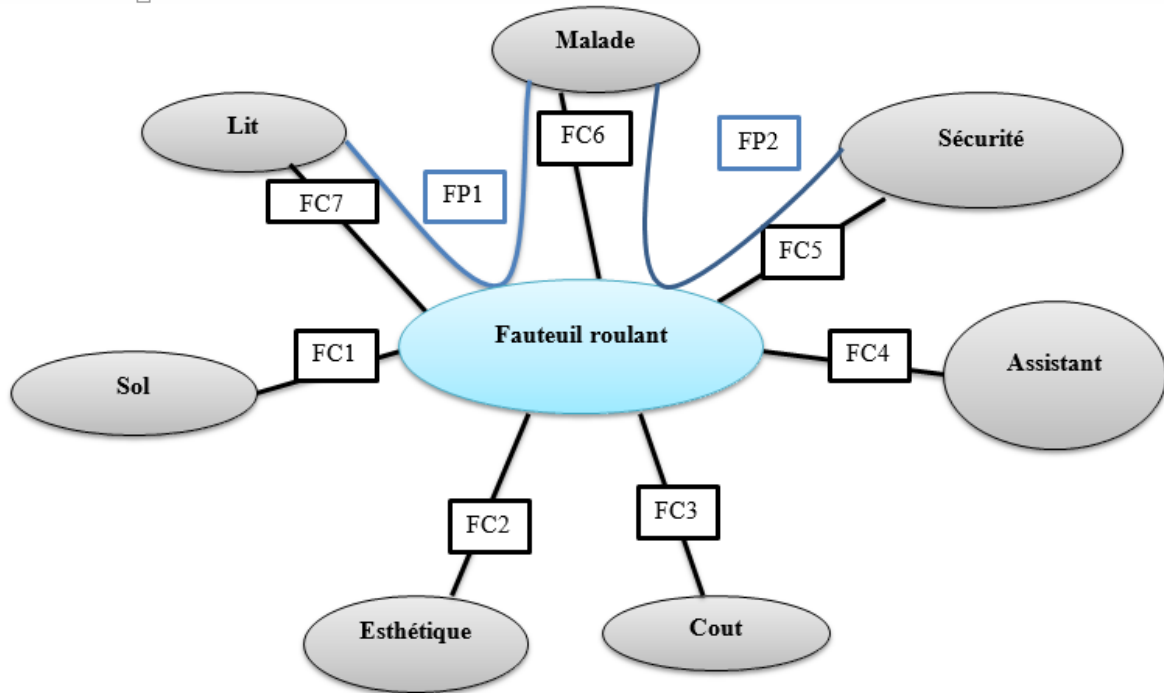 Malade
Lit
Sécurité
FC6
FP2
FP1
FC7
FC5
Fauteuil roulant
FC1
FC4
Assistant
Sol
FC2
FC3
Esthétique
Cout